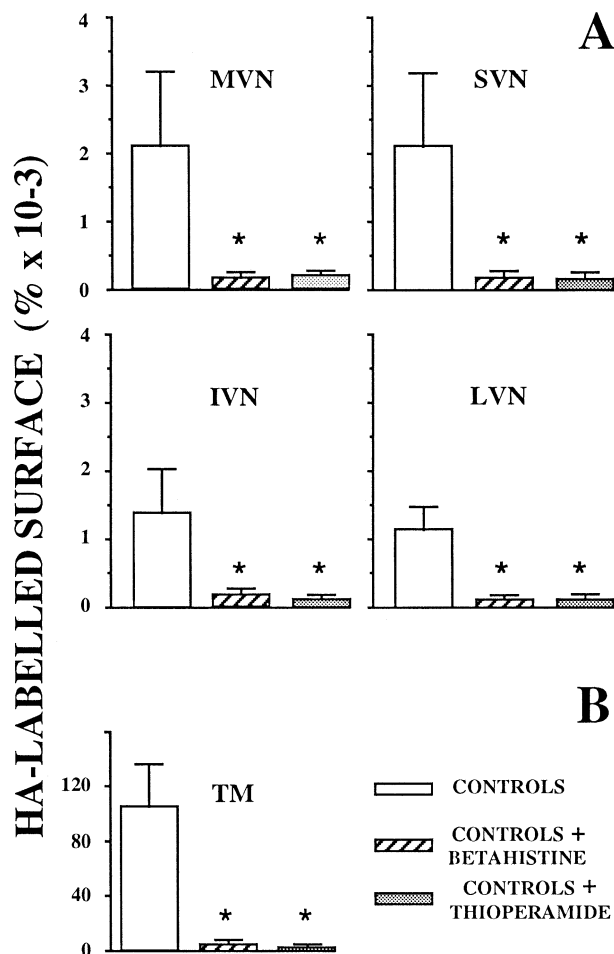 HA-LABELLED SURFACE (% x 10-3)
A
4
3
2
1
0
MVN
* *
SVN
* *
4
3
2
1
0
IVN
* *
LVN
* *
B
120
80
40
0
TM
* *
CONTROLS
CONTROLS +
BETAHISTINE
CONTROLS +
THIOPERAMIDE